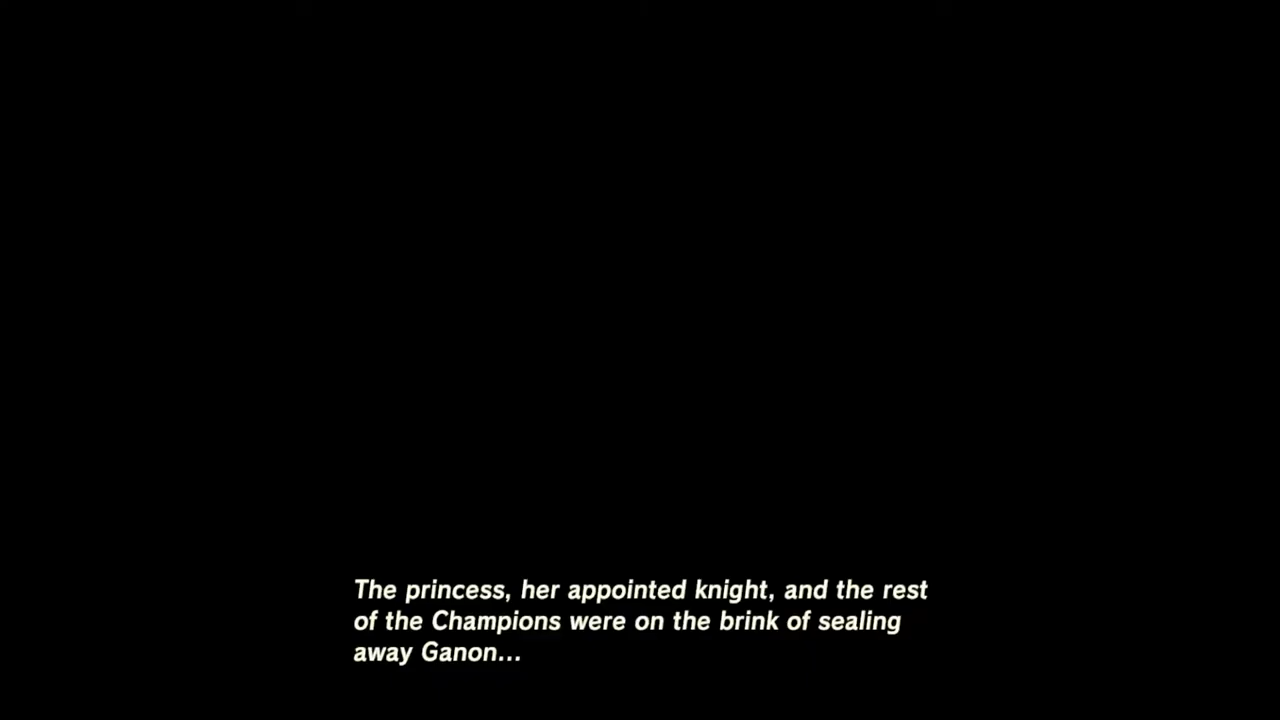 The princess, her appointed knight, and the rest
of the Champions were on the brink of sealing
away Ganon...